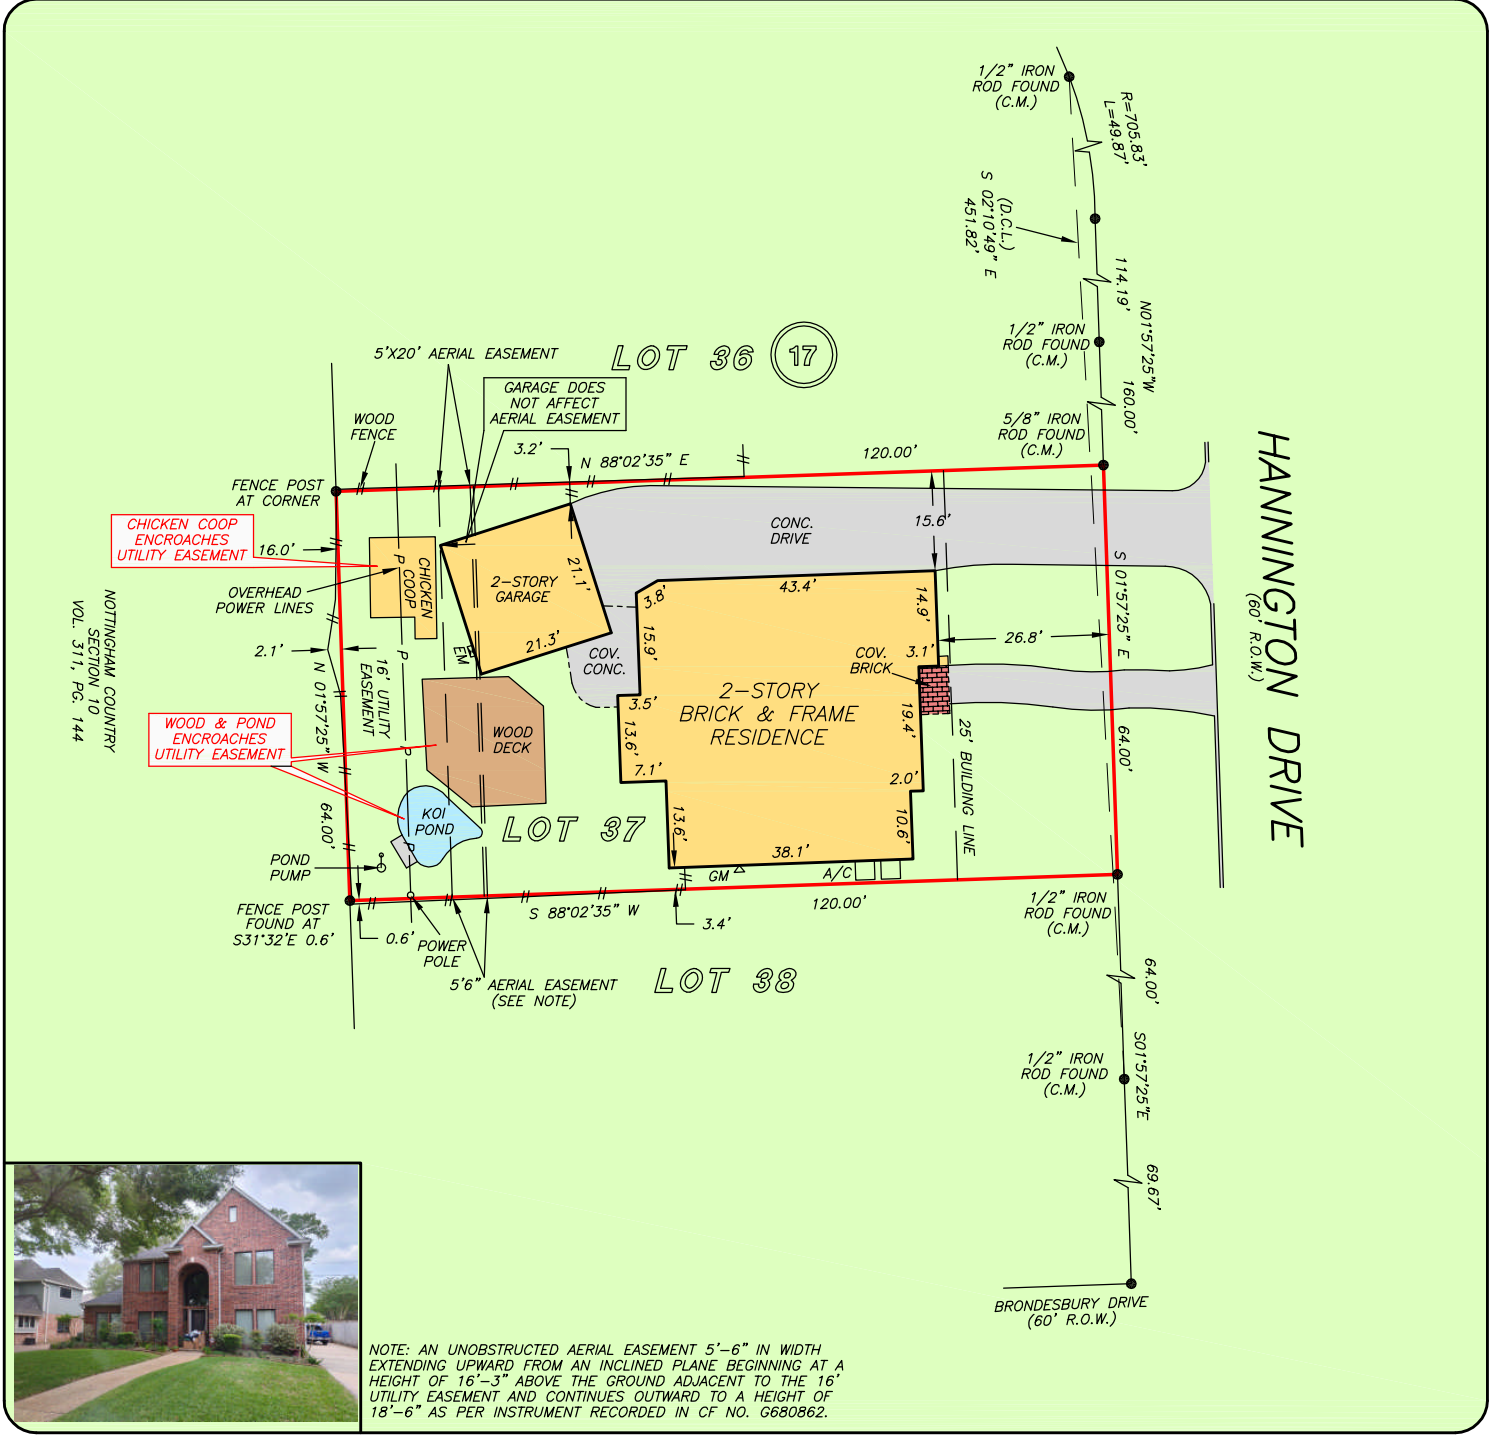 1/2" IRON
ROD FOUND
(C.M.)
R=705.83'
L=49.87'
(D.C.L.)
S 02°10'49" E
451.82'
114.19'
N01°57'25"W
160.00'
1/2" IRON
ROD FOUND
(C.M.)
5/8" IRON
ROD FOUND
(C.M.)
HANNINGTON DRIVE
(60' R.O.W.)
5'X20' AERIAL EASEMENT
LOT 36
17
GARAGE DOES
NOT AFFECT
AERIAL EASEMENT
WOOD
FENCE
3.2'
N 88°02'35" E
120.00'
FENCE POST
AT CORNER
CHICKEN COOP
ENCROACHES
UTILITY EASEMENT
16.0'
OVERHEAD
POWER LINES
P
P
P
P
CHICKEN
COOP
2-STORY
GARAGE
21.1'
21.3'
EM
CONC.
DRIVE
15.6'
43.4'
3.8'
15.9'
14.9'
26.8'
S 01°57'25" E
64.00'
COV.
CONC.
COV.
BRICK
3.1'
2-STORY
BRICK & FRAME
RESIDENCE
3.5'
13.6'
7.1'
13.6'
19.4'
2.0'
10.6'
38.1'
25' BUILDING LINE
NOTTINGHAM COUNTRY
SECTION 10
VOL. 311, PG. 144
2.1'
N 01°57'25" W
64.00'
16' UTILITY
EASEMENT
WOOD & POND
ENCROACHES
UTILITY EASEMENT
WOOD
DECK
KOI
POND
LOT 37
POND
PUMP
GM
A/C
FENCE POST
FOUND AT
S31°32'E 0.6'
0.6'
POWER
POLE
S 88°02'35" W
120.00'
3.4'
5'6" AERIAL EASEMENT
(SEE NOTE)
LOT 38
1/2" IRON
ROD FOUND
(C.M.)
64.00'
S01°57'25"E
1/2" IRON
ROD FOUND
(C.M.)
69.67'
BRONDESBURY DRIVE
(60' R.O.W.)
NOTE: AN UNOBSTRUCTED AERIAL EASEMENT 5'-6" IN WIDTH
EXTENDING UPWARD FROM AN INCLINED PLANE BEGINNING AT A
HEIGHT OF 16'-3" ABOVE THE GROUND ADJACENT TO THE 16'
UTILITY EASEMENT AND CONTINUES OUTWARD TO A HEIGHT OF
18'-6" AS PER INSTRUMENT RECORDED IN CF NO. G680862.